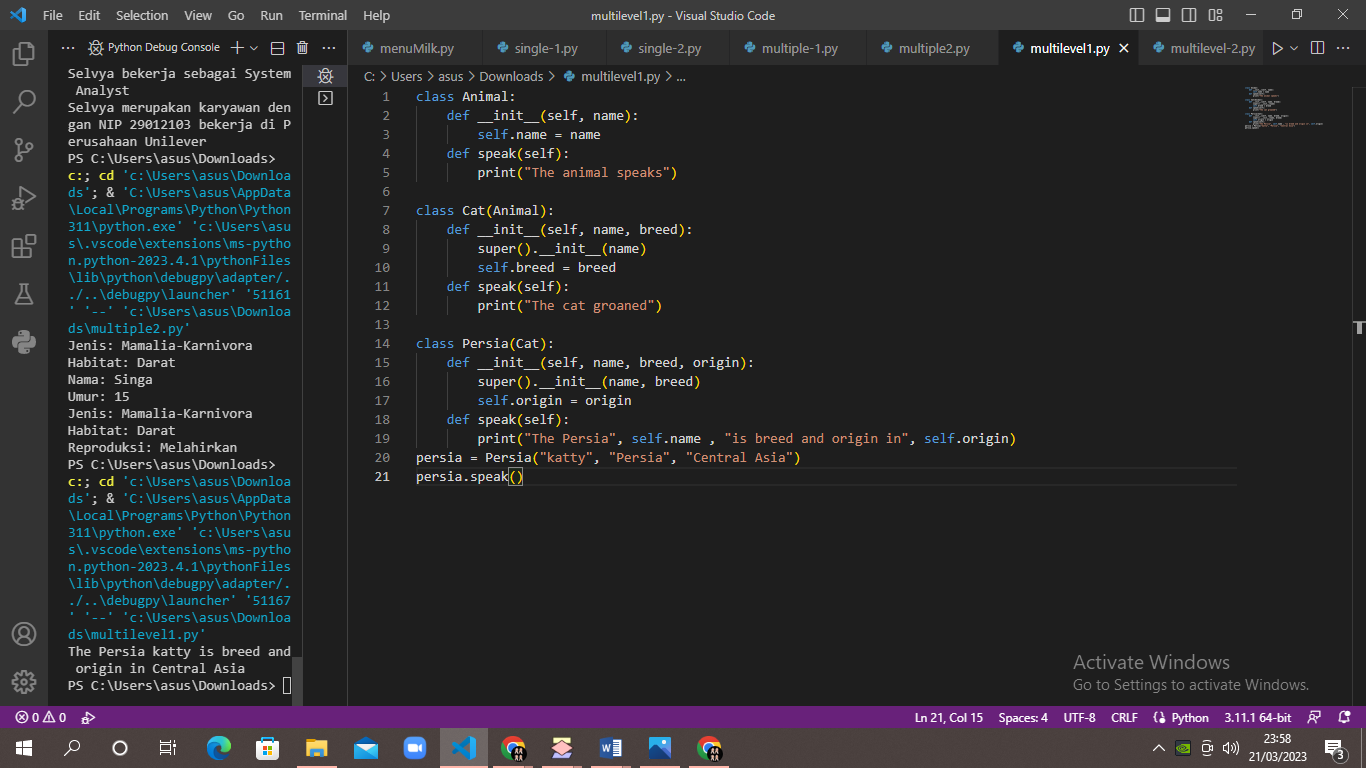 File Edit Selection View Go Run Terminal Help
multilevel1.py - Visual Studio Code
Python Debug Console
Selvya bekerja sebagai System
 Analyst
Selvya merupakan karyawan den
gan NIP 29012103 bekerja di P
erusahaan Unilever
PS C:\Users\asus\Downloads>
c:; cd 'c:\Users\asus\Downloa
ds'; & 'C:\Users\asus\AppData
\Local\Programs\Python\Python
311\python.exe' 'c:\Users\asu
s\.vscode\extensions\ms-pytho
n.python-2023.4.1\pythonFiles
\lib\python\debugpy\adapter/.
./..\debugpy\launcher' '51161
' '--' 'c:\Users\asus\Downloa
ds\multiple2.py'
Jenis: Mamalia-Karnivora
Habitat: Darat
Nama: Singa
Umur: 15
Jenis: Mamalia-Karnivora
Habitat: Darat
Reproduksi: Melahirkan
PS C:\Users\asus\Downloads>
c:; cd 'c:\Users\asus\Downloa
ds'; & 'C:\Users\asus\AppData
\Local\Programs\Python\Python
311\python.exe' 'c:\Users\asu
s\.vscode\extensions\ms-pytho
n.python-2023.4.1\pythonFiles
\lib\python\debugpy\adapter/.
./..\debugpy\launcher' '51167
' '--' 'c:\Users\asus\Downloa
ds\multilevel1.py'
The Persia katty is breed and
 origin in Central Asia
PS C:\Users\asus\Downloads>
menuMilk.py single-1.py single-2.py multiple-1.py multiple2.py multilevel1.py multilevel-2.py
C: > Users > asus > Downloads > multilevel1.py > ...
1 class Animal:
2     def __init__(self, name):
3         self.name = name
4     def speak(self):
5         print("The animal speaks")
6
7 class Cat(Animal):
8     def __init__(self, name, breed):
9         super().__init__(name)
10         self.breed = breed
11     def speak(self):
12         print("The cat groaned")
13
14 class Persia(Cat):
15     def __init__(self, name, breed, origin):
16         super().__init__(name, breed)
17         self.origin = origin
18     def speak(self):
19         print("The Persia", self.name , "is breed and origin in", self.origin)
20 persia = Persia("katty", "Persia", "Central Asia")
21 persia.speak()
Activate Windows
Go to Settings to activate Windows.
0 0
Ln 21, Col 15 Spaces: 4 UTF-8 CRLF Python 3.11.1 64-bit
23:58
21/03/2023
3